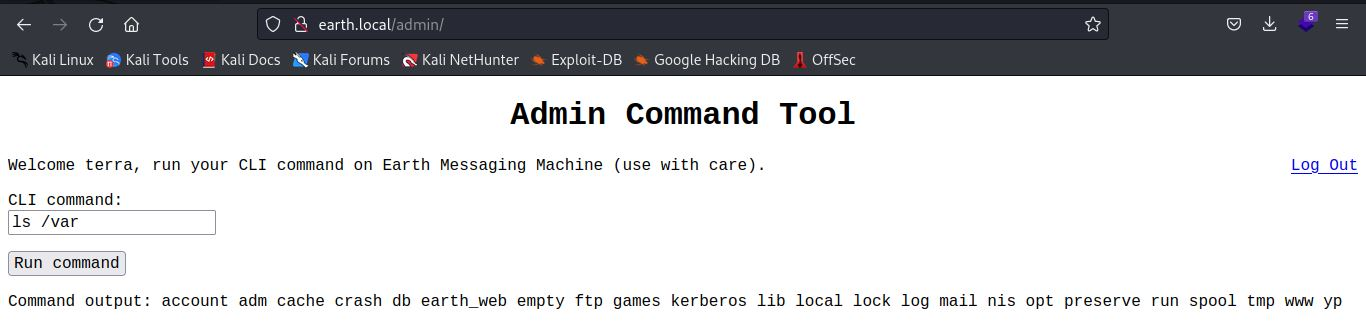 earth.local/admin/
6
Kali Linux Kali Tools Kali Docs Kali Forums Kali NetHunter Exploit-DB Google Hacking DB OffSec
Admin Command Tool
Welcome terra, run your CLI command on Earth Messaging Machine (use with care). Log Out
CLI command:
ls /var
Run command
Command output: account adm cache crash db earth_web empty ftp games kerberos lib local lock log mail nis opt preserve run spool tmp www yp